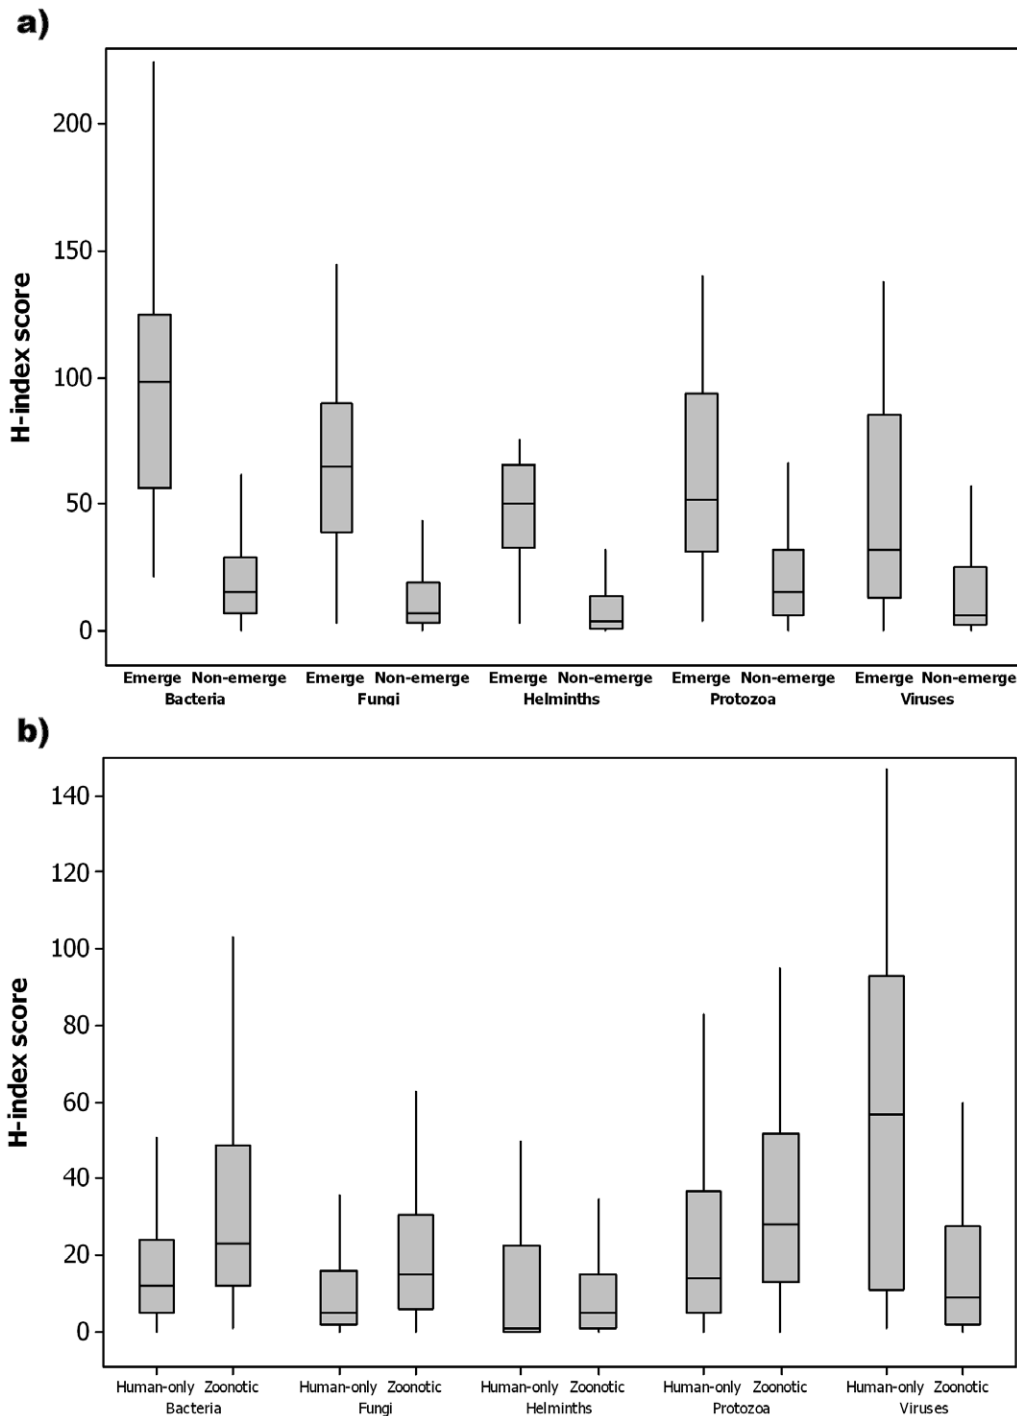 a)
200
150
100
50
0
H-index score
Emerge Non-emerge Emerge Non-emerge Emerge Non-emerge Emerge Non-emerge Emerge Non-emerge
Bacteria Fungi Helminths Protozoa Viruses
b)
140
120
100
80
60
40
20
0
H-index score
Human-only Zoonotic Human-only Zoonotic Human-only Zoonotic Human-only Zoonotic Human-only Zoonotic
Bacteria Fungi Helminths Protozoa Viruses